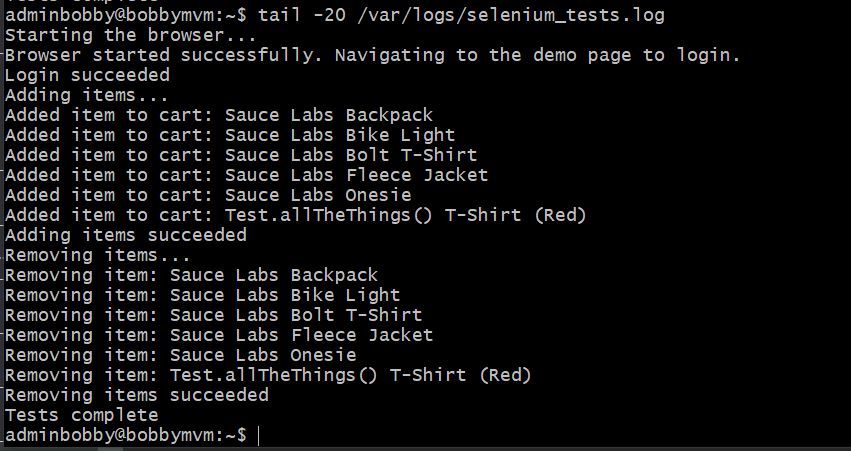 adminbobby@bobbymvm:~$ tail -20 /var/logs/selenium_tests.log
Starting the browser...
Browser started successfully. Navigating to the demo page to login.
Login succeeded
Adding items...
Added item to cart: Sauce Labs Backpack
Added item to cart: Sauce Labs Bike Light
Added item to cart: Sauce Labs Bolt T-Shirt
Added item to cart: Sauce Labs Fleece Jacket
Added item to cart: Sauce Labs Onesie
Added item to cart: Test.allTheThings() T-Shirt (Red)
Adding items succeeded
Removing items...
Removing item: Sauce Labs Backpack
Removing item: Sauce Labs Bike Light
Removing item: Sauce Labs Bolt T-Shirt
Removing item: Sauce Labs Fleece Jacket
Removing item: Sauce Labs Onesie
Removing item: Test.allTheThings() T-Shirt (Red)
Removing items succeeded
Tests complete
adminbobby@bobbymvm:~$